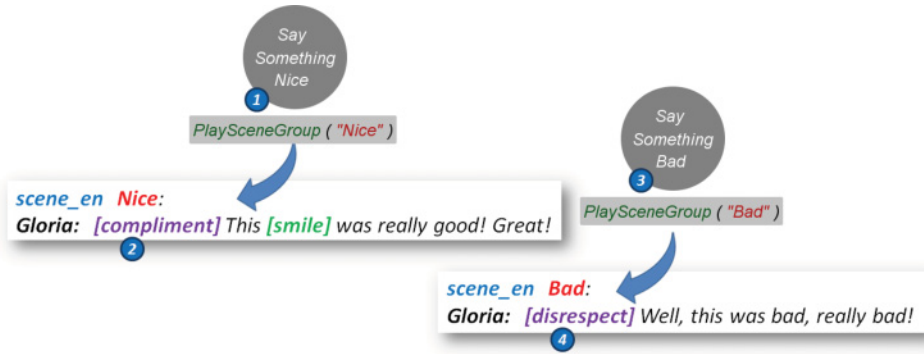 Say
Something
Nice
1
PlaySceneGroup ( "Nice" )
scene_en Nice:
Gloria: [compliment] This [smile] was really good! Great!
2
Say
Something
Bad
3
PlaySceneGroup ( "Bad" )
scene_en Bad:
Gloria: [disrespect] Well, this was bad, really bad!
4